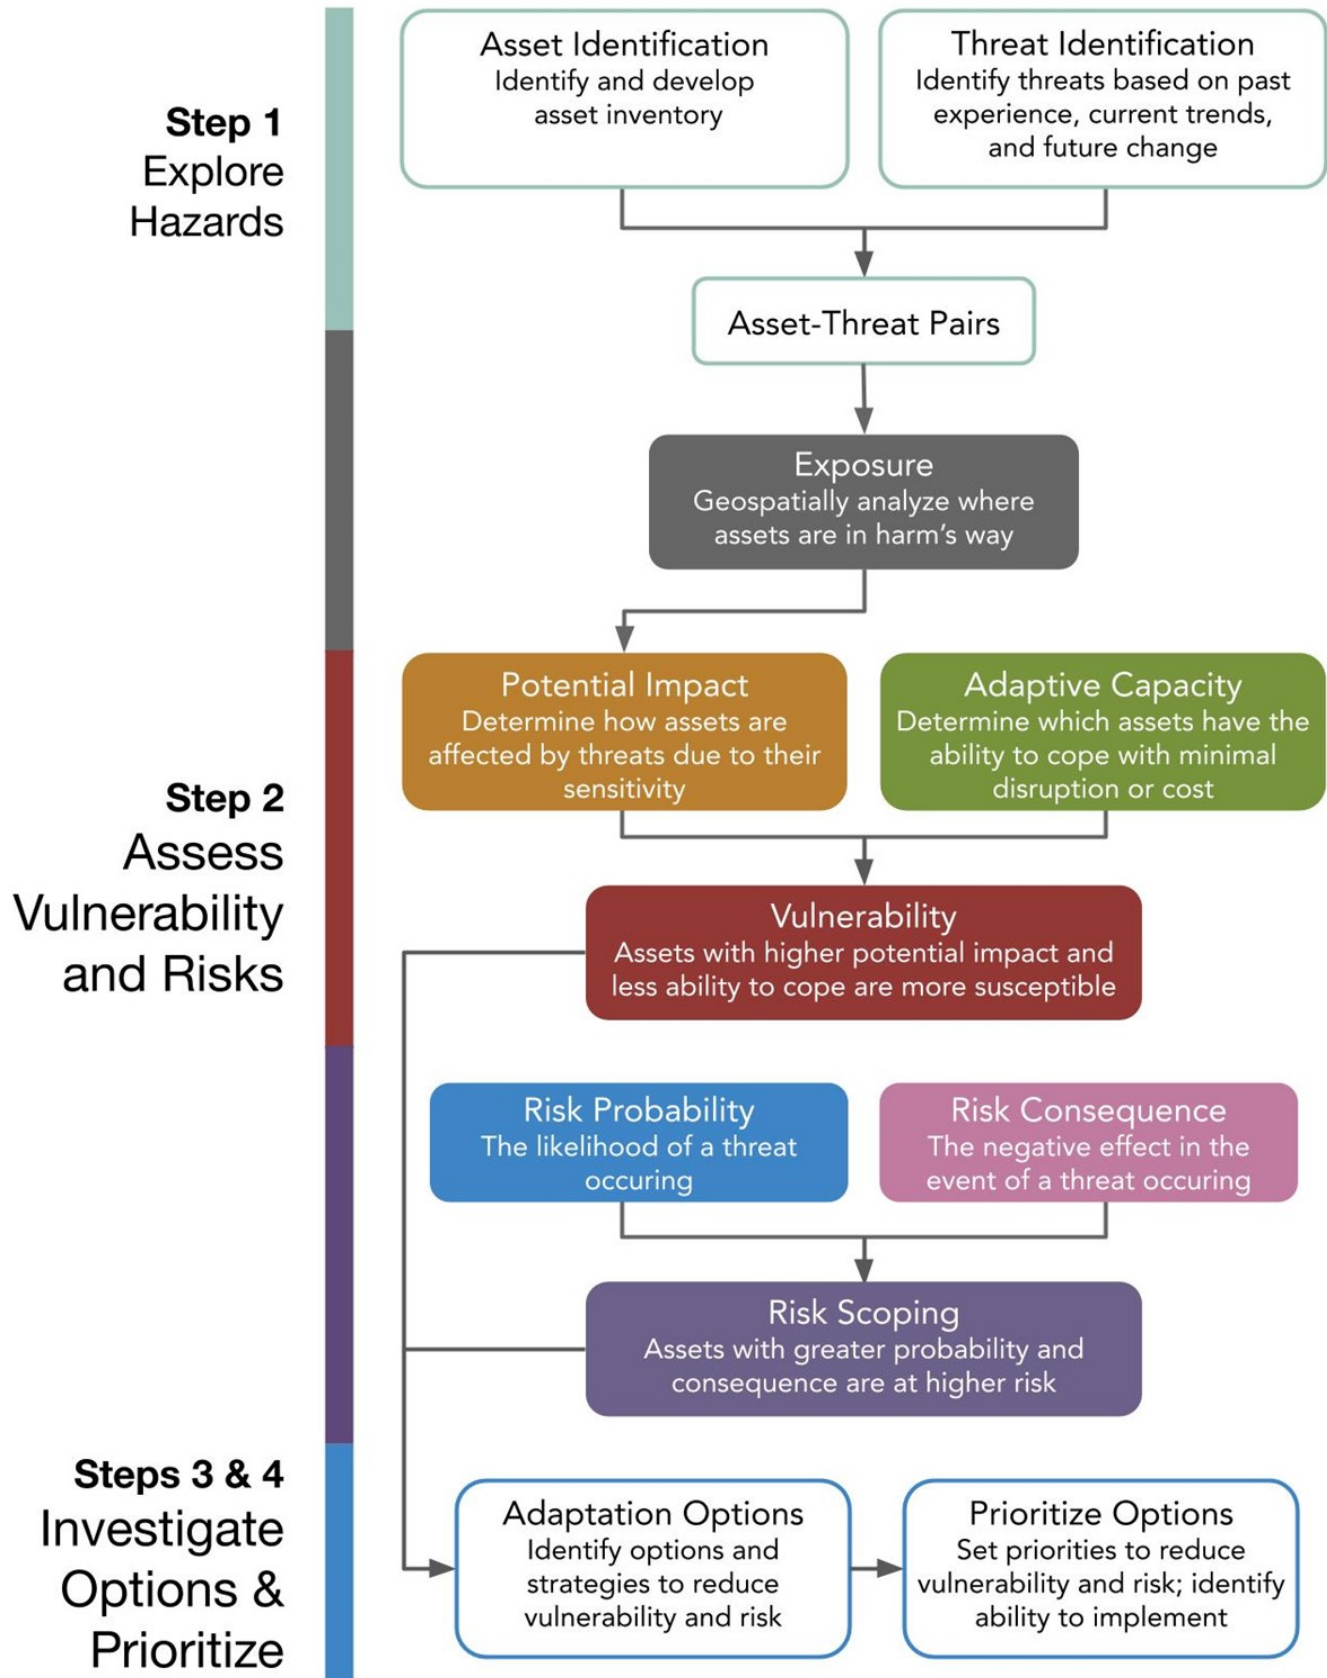 Step 1
Explore
Hazards
Asset Identification
Identify and develop
asset inventory
Threat Identification
Identify threats based on past
experience, current trends,
and future change
Asset-Threat Pairs
Exposure
Geospatially analyze where
assets are in harm's way
Step 2
Assess
Vulnerability
and Risks
Potential Impact
Determine how assets are
affected by threats due to their
sensitivity
Adaptive Capacity
Determine which assets have the
ability to cope with minimal
disruption or cost
Vulnerability
Assets with higher potential impact and
less ability to cope are more susceptible
Risk Probability
The likelihood of a threat
occuring
Risk Consequence
The negative effect in the
event of a threat occuring
Risk Scoping
Assets with greater probability and
consequence are at higher risk
Steps 3 & 4
Investigate
Options &
Prioritize
Adaptation Options
Identify options and
strategies to reduce
vulnerability and risk
Prioritize Options
Set priorities to reduce
vulnerability and risk; identify
ability to implement